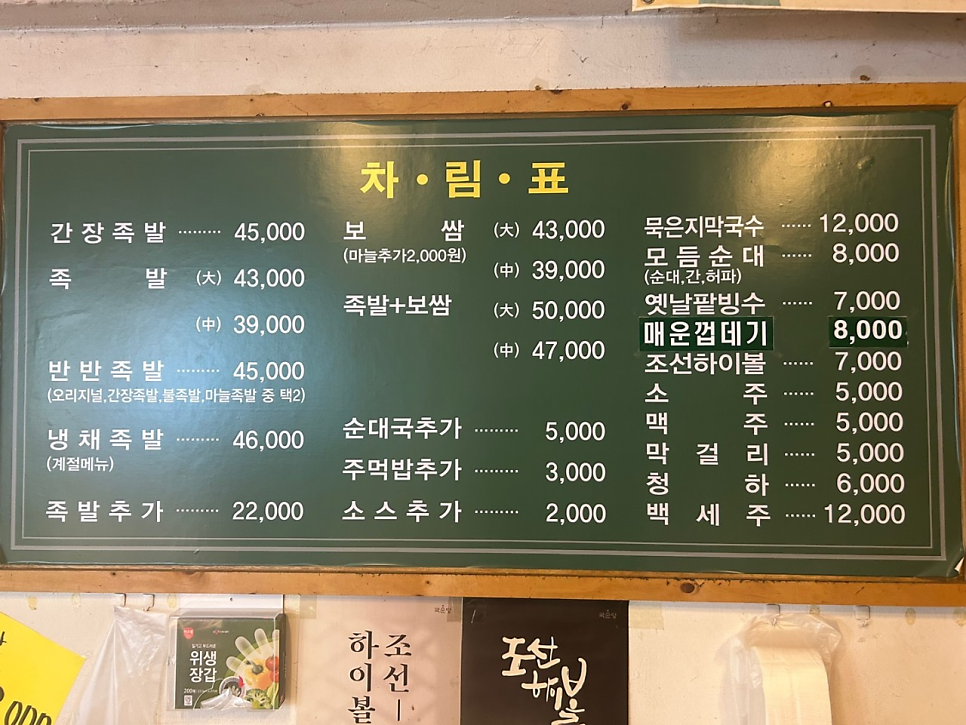 차·림·표
간장족발 ········· 45,000
족발 (大) 43,000
(中) 39,000
반반족발 ········· 45,000
(오리지널,간장족발,불족발,마늘족발 중 택2)
냉채족발 ········· 46,000
(계절메뉴)
족발추가 ········· 22,000
보쌈 (大) 43,000
(마늘추가2,000원)
(中) 39,000
족발+보쌈 (大) 50,000
(中) 47,000
순대국추가 ········· 5,000
주먹밥추가 ········· 3,000
소스추가 ········· 2,000
묵은지막국수 ······ 12,000
모듬순대 ······ 8,000
(순대,간,허파)
옛날팥빙수 ······ 7,000
매운껍데기 8,000
조선하이볼 ······ 7,000
소주 ······ 5,000
맥주 ······ 5,000
막걸리 ······ 5,000
청하 ······ 6,000
백세주 ······ 12,000
위생
장갑
조선ㅣ
하이볼
조선
하이볼